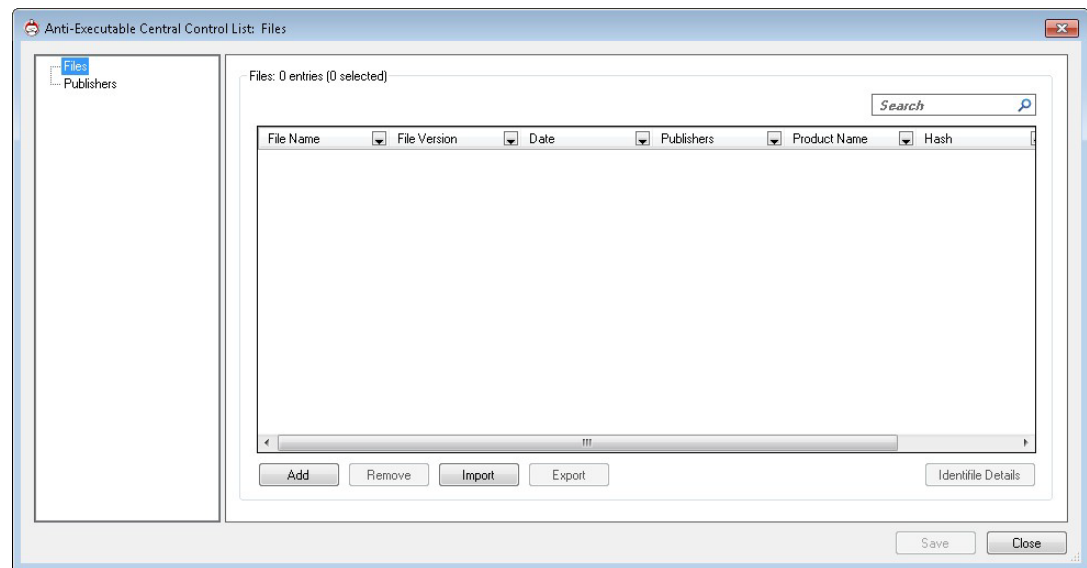 Anti-Executable Central Control List: Files
Files
Publishers
Files: 0 entries (0 selected)
Search
File Name File Version Date Publishers Product Name Hash
Add Remove Import Export Identifile Details
Save Close